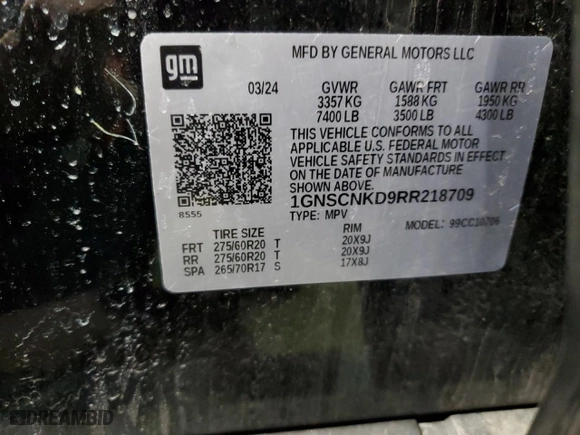 gm
MFD BY GENERAL MOTORS LLC
03/24 GVWR GAWR FRT GAWR RR
3357 KG 1588 KG 1950 KG
7400 LB 3500 LB 4300 LB
THIS VEHICLE CONFORMS TO ALL
APPLICABLE U.S. FEDERAL MOTOR
VEHICLE SAFETY STANDARDS IN EFFECT
ON THE DATE OF MANUFACTURE
SHOWN ABOVE.
1GNSCNKD9RR218709
8555
TYPE: MPV MODEL: 99CC10706
TIRE SIZE RIM
FRT 275/60R20 T 20X9J
RR 275/60R20 T 20X9J
SPA 265/70R17 S 17X8J
DREAMBID